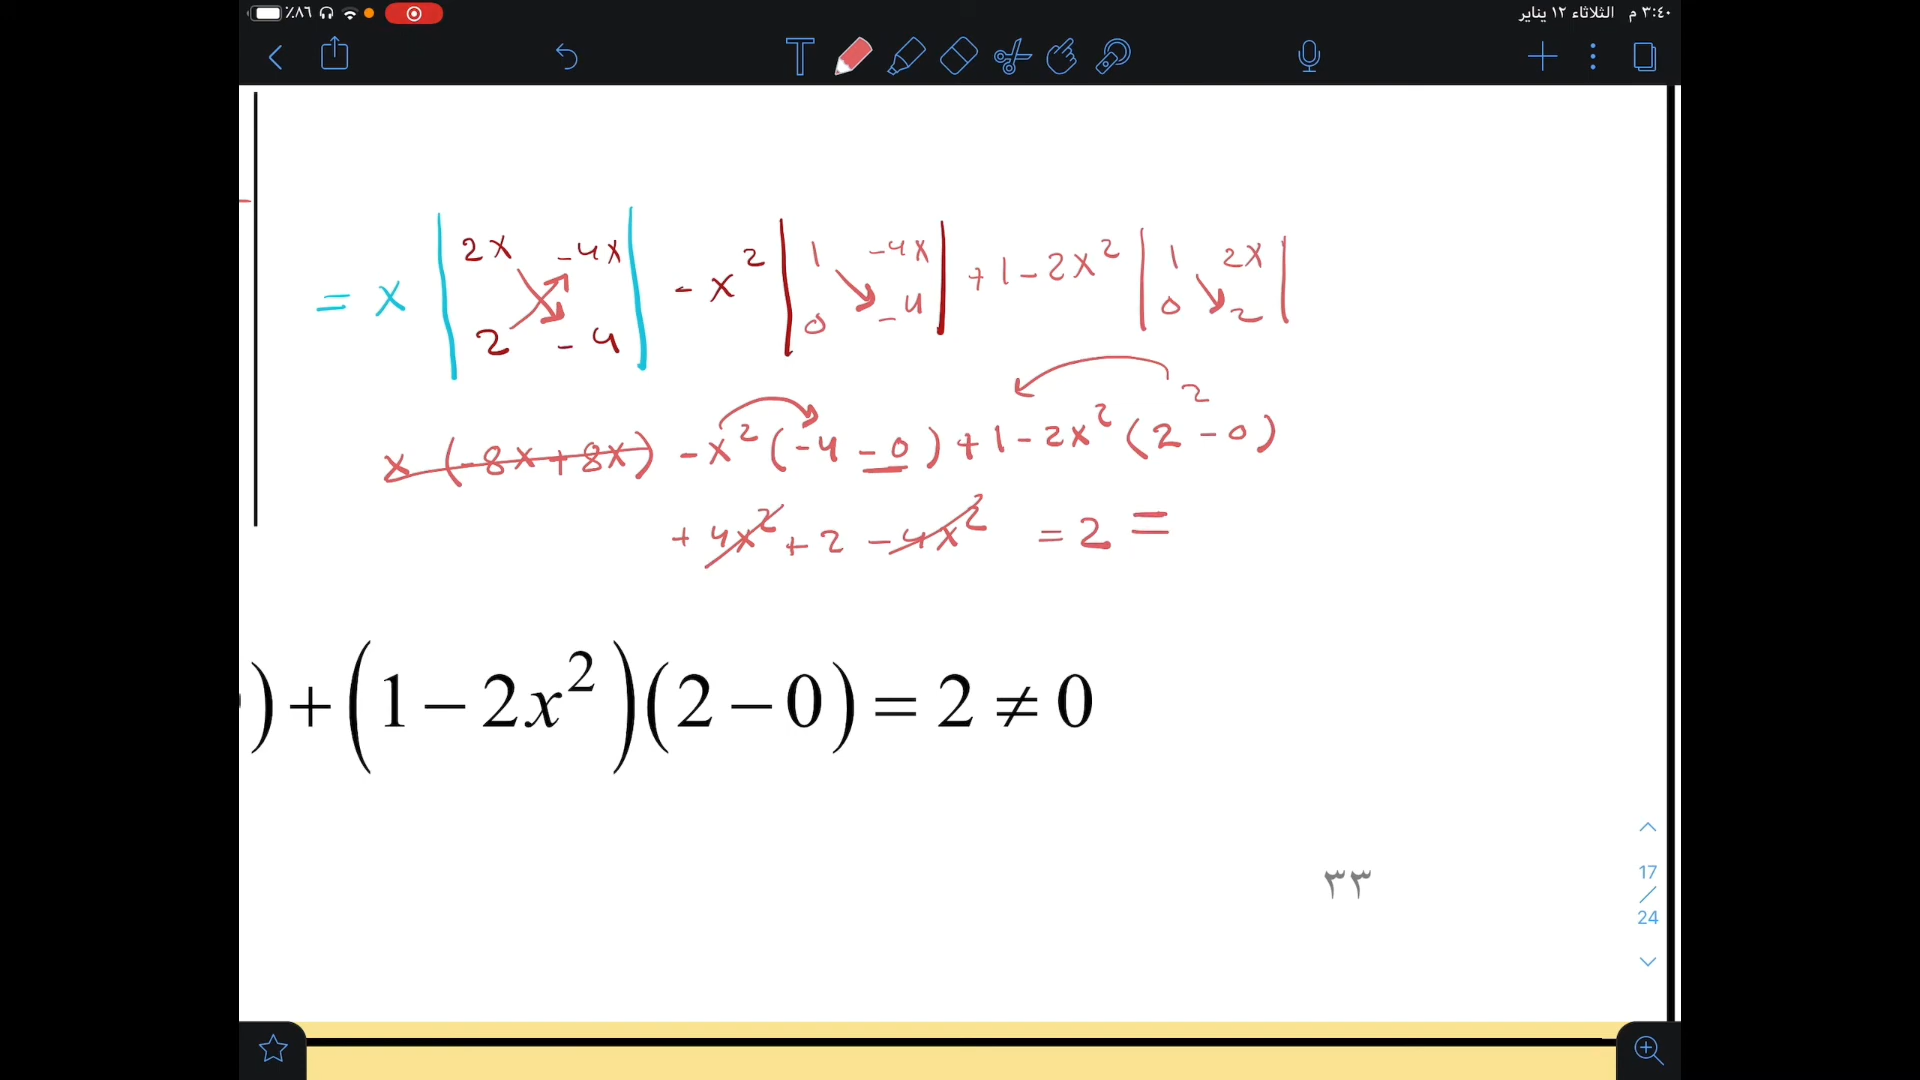 ٪٨٦ ٣:٤٠ م الثلاثاء ١٢ يناير
T
= x | 2x -4x | - x² | 1 -4x | + 1 - 2x² | 1 2x |
2 -4 0 -4 0 2
2
x (-8x + 8x) - x² (-4 - 0) + 1 - 2x² (2 - 0)
+ 4x² + 2 - 4x² = 2 =
) + (1 − 2x²)(2 − 0) = 2 ≠ 0
٣٣
17
/
24